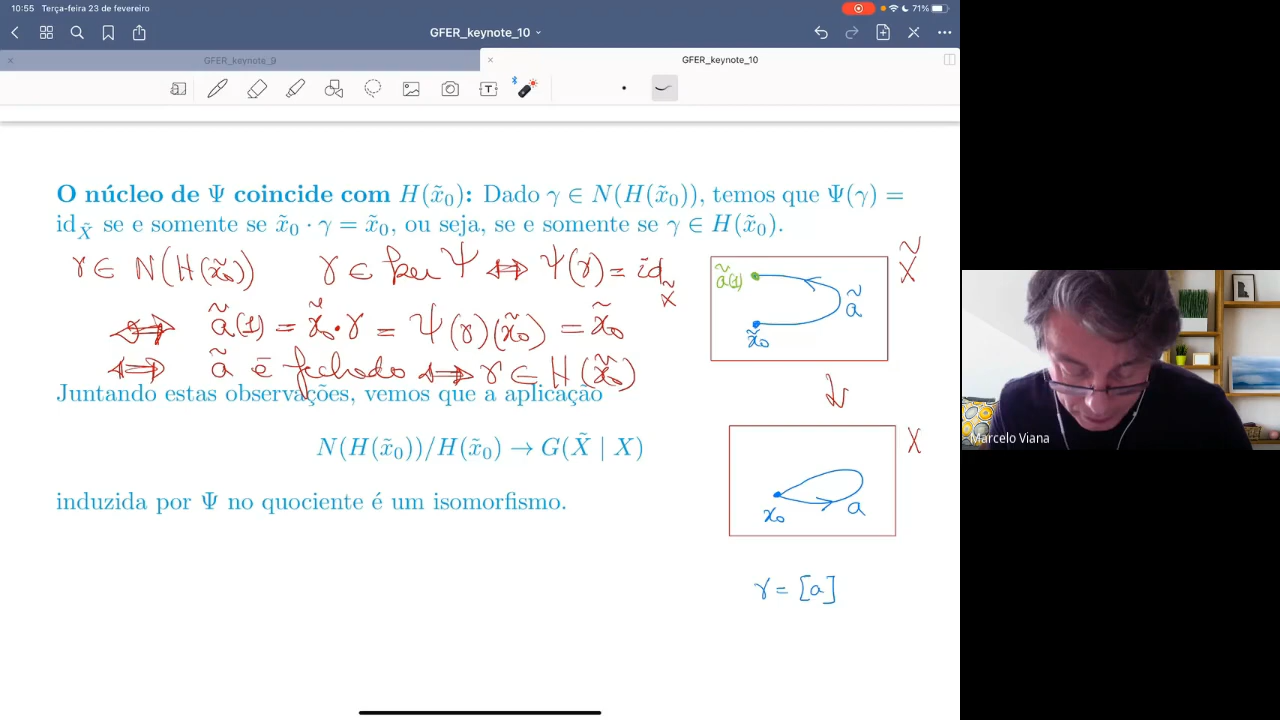 10:55 Terça-feira 23 de fevereiro
71%
GFER_keynote_10
GFER_keynote_9
GFER_keynote_10
O núcleo de Ψ coincide com H(x̃₀): Dado γ ∈ N(H(x̃₀)), temos que Ψ(γ) =
id_X̃ se e somente se x̃₀ · γ = x̃₀, ou seja, se e somente se γ ∈ H(x̃₀).
γ ∈ N(H(x̃₀)) γ ∈ ker Ψ ⟺ Ψ(γ) = id_X̃
⟺ ã(1) = x̃₀·γ = Ψ(γ)(x̃₀) = x̃₀
⟺ ã é fechado ⟺ γ ∈ H(x̃₀)
Juntando estas observações, vemos que a aplicação
N(H(x̃₀))/H(x̃₀) → G(X̃ | X)
induzida por Ψ no quociente é um isomorfismo.
X̃
ã(1)
ã
x̃₀
X
x₀
a
γ = [a]
Marcelo Viana